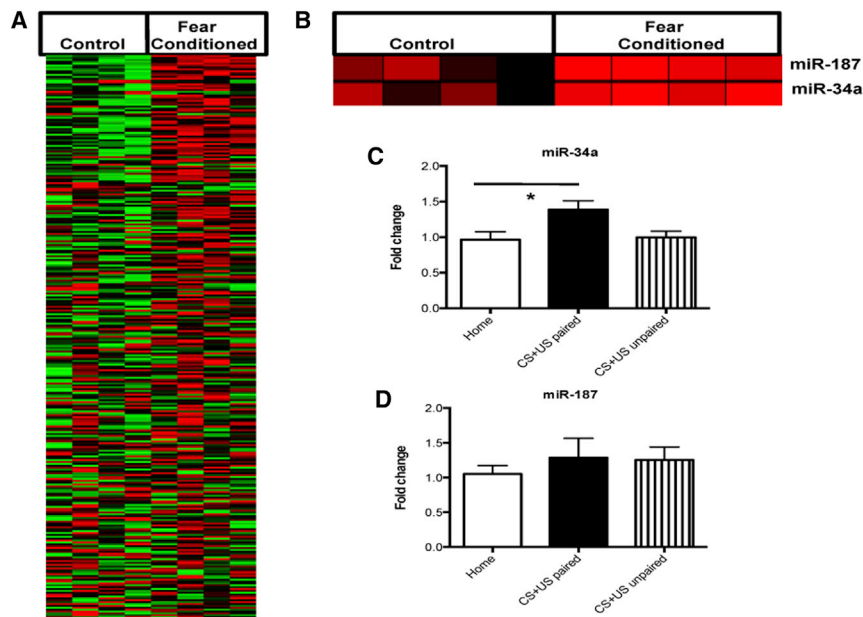 A
Control
Fear
Conditioned
B
Control
Fear
Conditioned
miR-187
miR-34a
C
miR-34a
Fold change
2.0
1.5
1.0
0.5
0.0
*
Home
CS+US paired
CS+US unpaired
D
miR-187
Fold change
2.0
1.5
1.0
0.5
0.0
Home
CS+US paired
CS+US unpaired